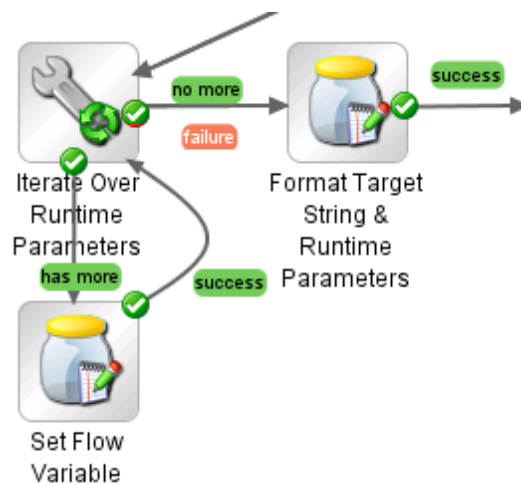 no more
success
failure
Iterate Over
Runtime
Parameters
Format Target
String &
Runtime
Parameters
has more
success
Set Flow
Variable